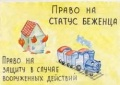 ПРАВО НА
СТАТУС БЕЖЕНЦА
ПРАВО НА
ЗАЩИТУ В СЛУЧАЕ
ВООРУЖЕННЫХ ДЕЙСТВИЙ